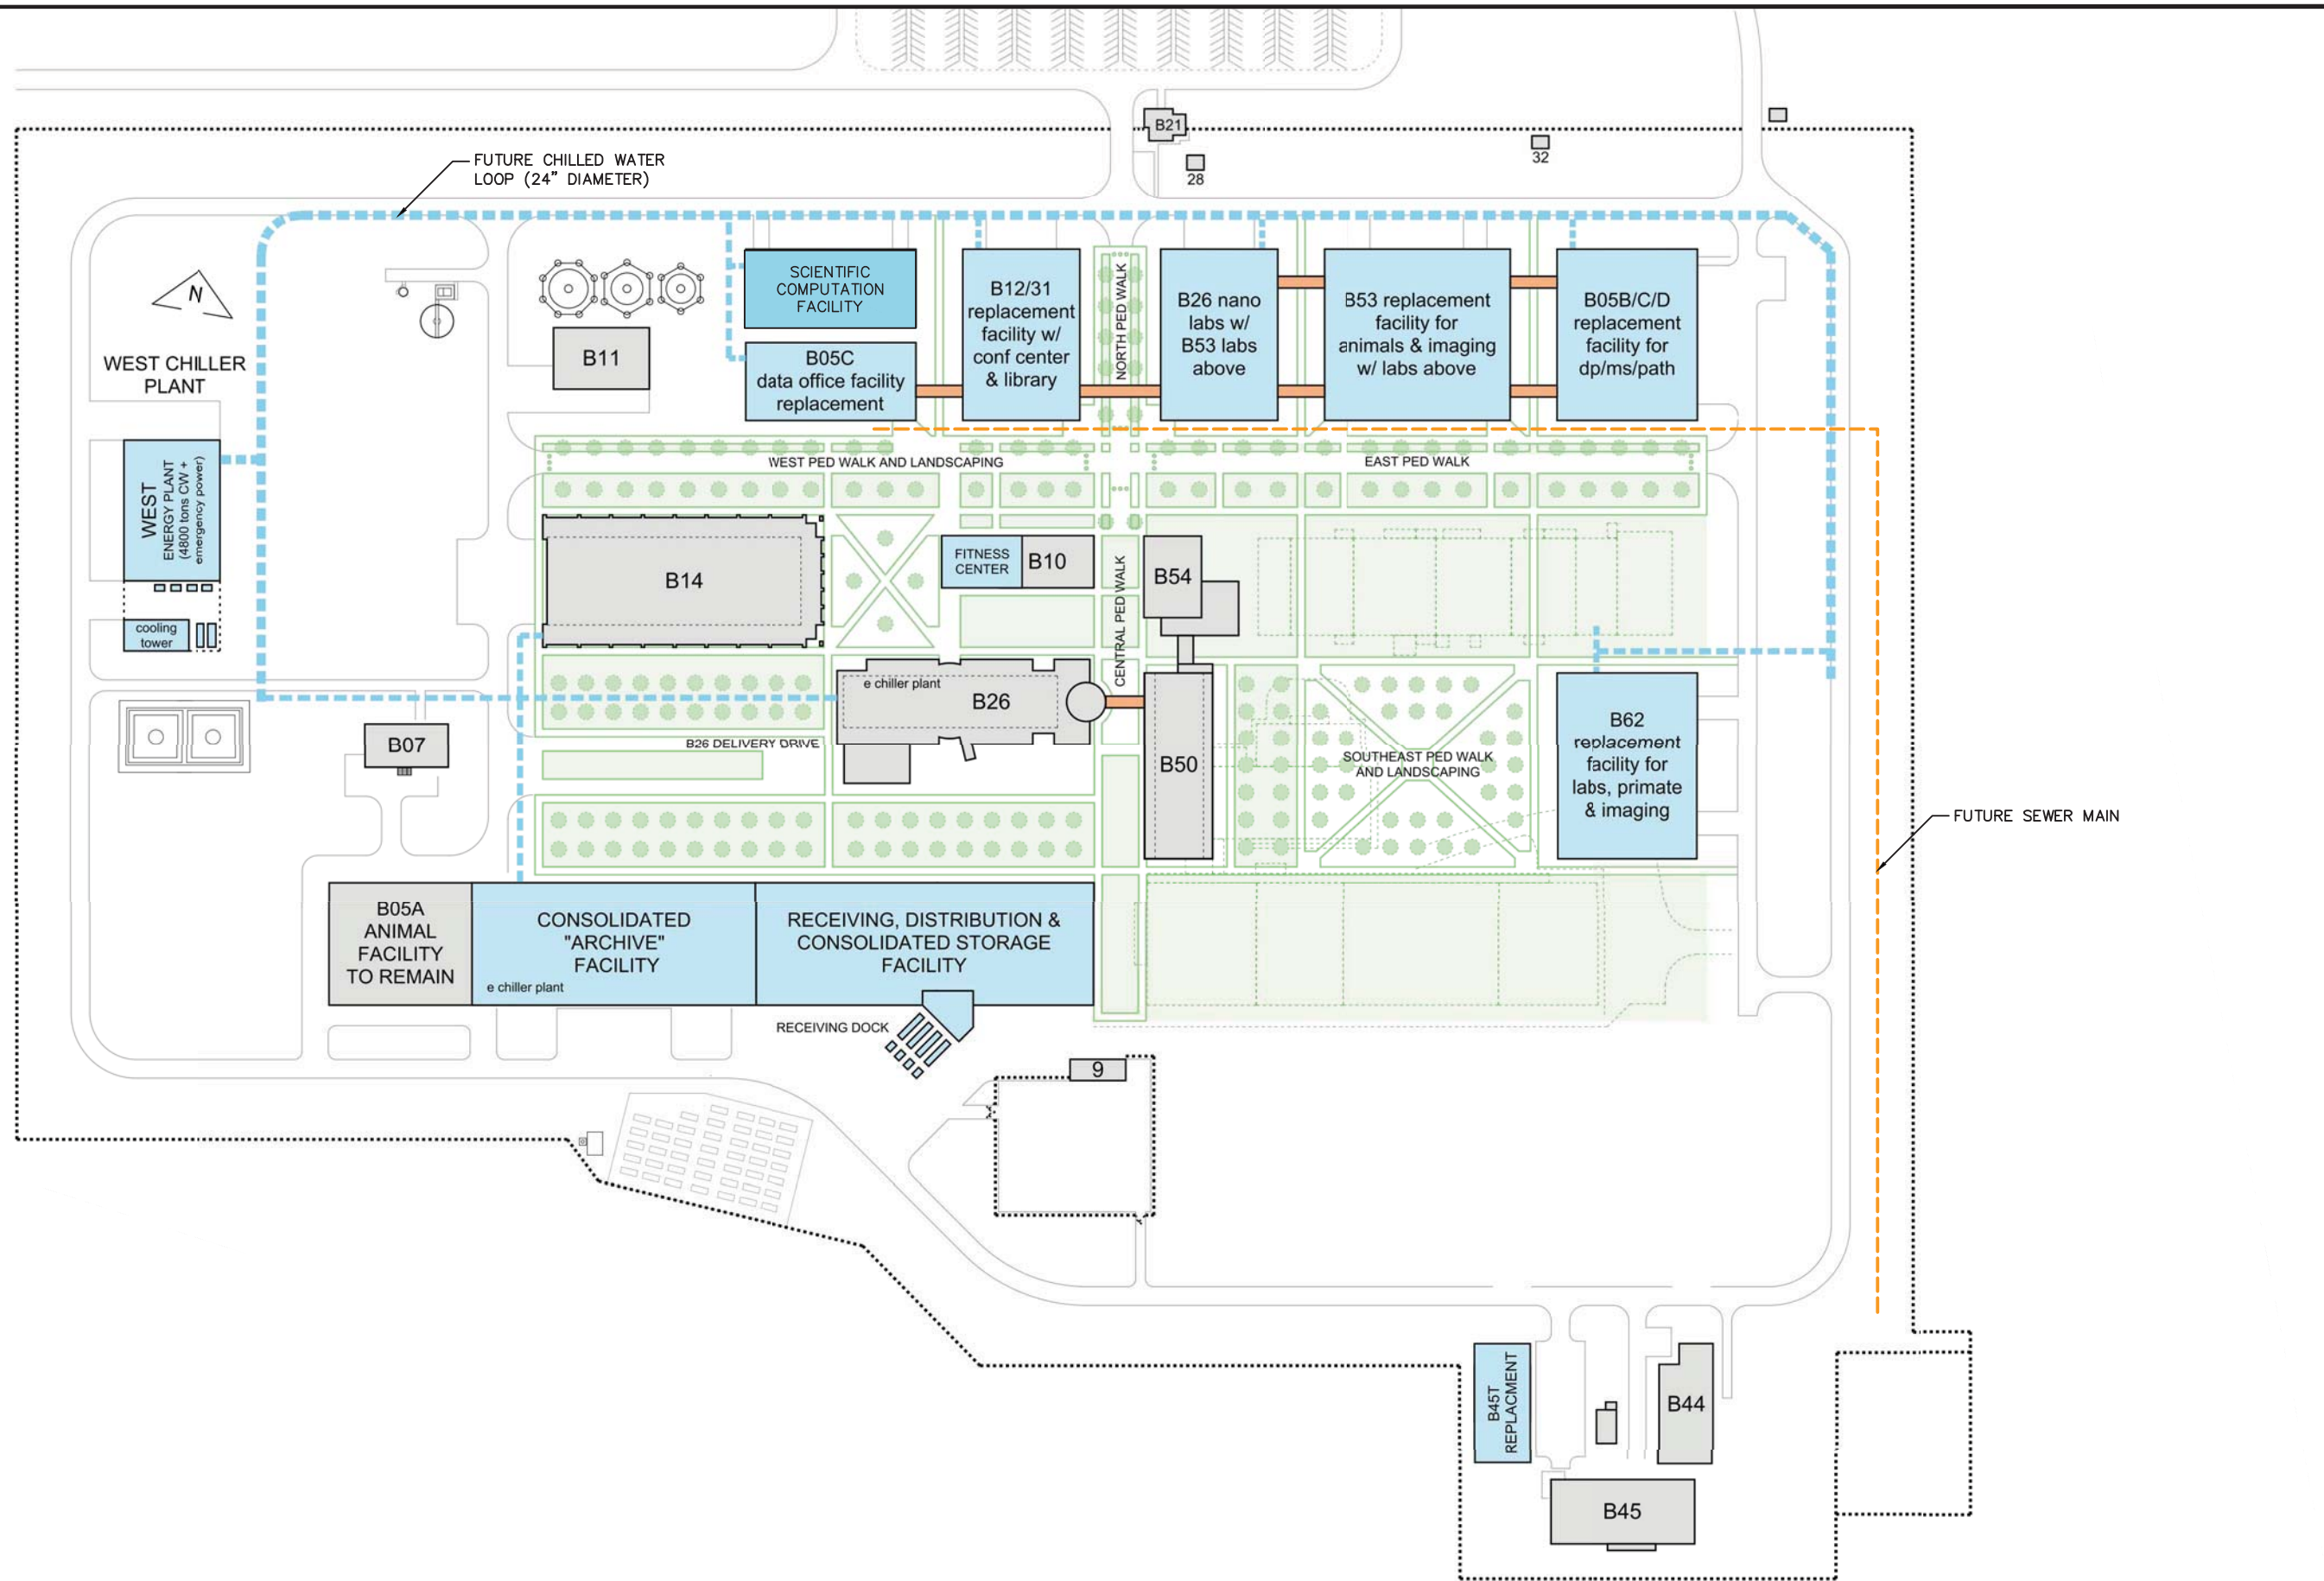 B21
32
28
FUTURE CHILLED WATER
LOOP (24" DIAMETER)
N
WEST CHILLER
PLANT
WEST
ENERGY PLANT
(4800 tons CW +
emergency power)
cooling
tower
B11
SCIENTIFIC
COMPUTATION
FACILITY
B05C
data office facility
replacement
B12/31
replacement
facility w/
conf center
& library
NORTH PED WALK
B26 nano
labs w/
B53 labs
above
B53 replacement
facility for
animals & imaging
w/ labs above
B05B/C/D
replacement
facility for
dp/ms/path
WEST PED WALK AND LANDSCAPING
EAST PED WALK
B14
FITNESS
CENTER
B10
CENTRAL PED WALK
B54
e chiller plant
B26
B50
B07
B26 DELIVERY DRIVE
SOUTHEAST PED WALK
AND LANDSCAPING
B62
replacement
facility for
labs, primate
& imaging
FUTURE SEWER MAIN
B05A
ANIMAL
FACILITY
TO REMAIN
CONSOLIDATED
"ARCHIVE"
FACILITY
e chiller plant
RECEIVING, DISTRIBUTION &
CONSOLIDATED STORAGE
FACILITY
RECEIVING DOCK
9
B45T
REPLACMENT
B44
B45